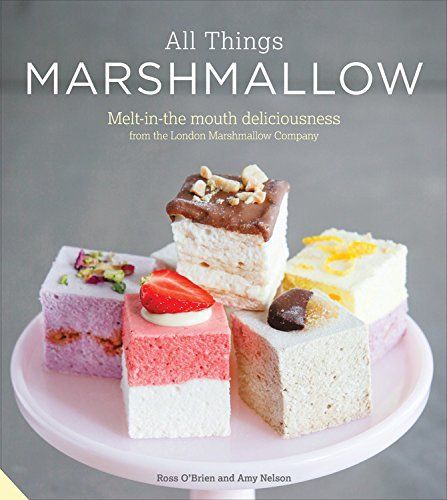 All Things
MARSHMALLOW
Melt-in-the mouth deliciousness
from the London Marshmallow Company
Ross O'Brien and Amy Nelson